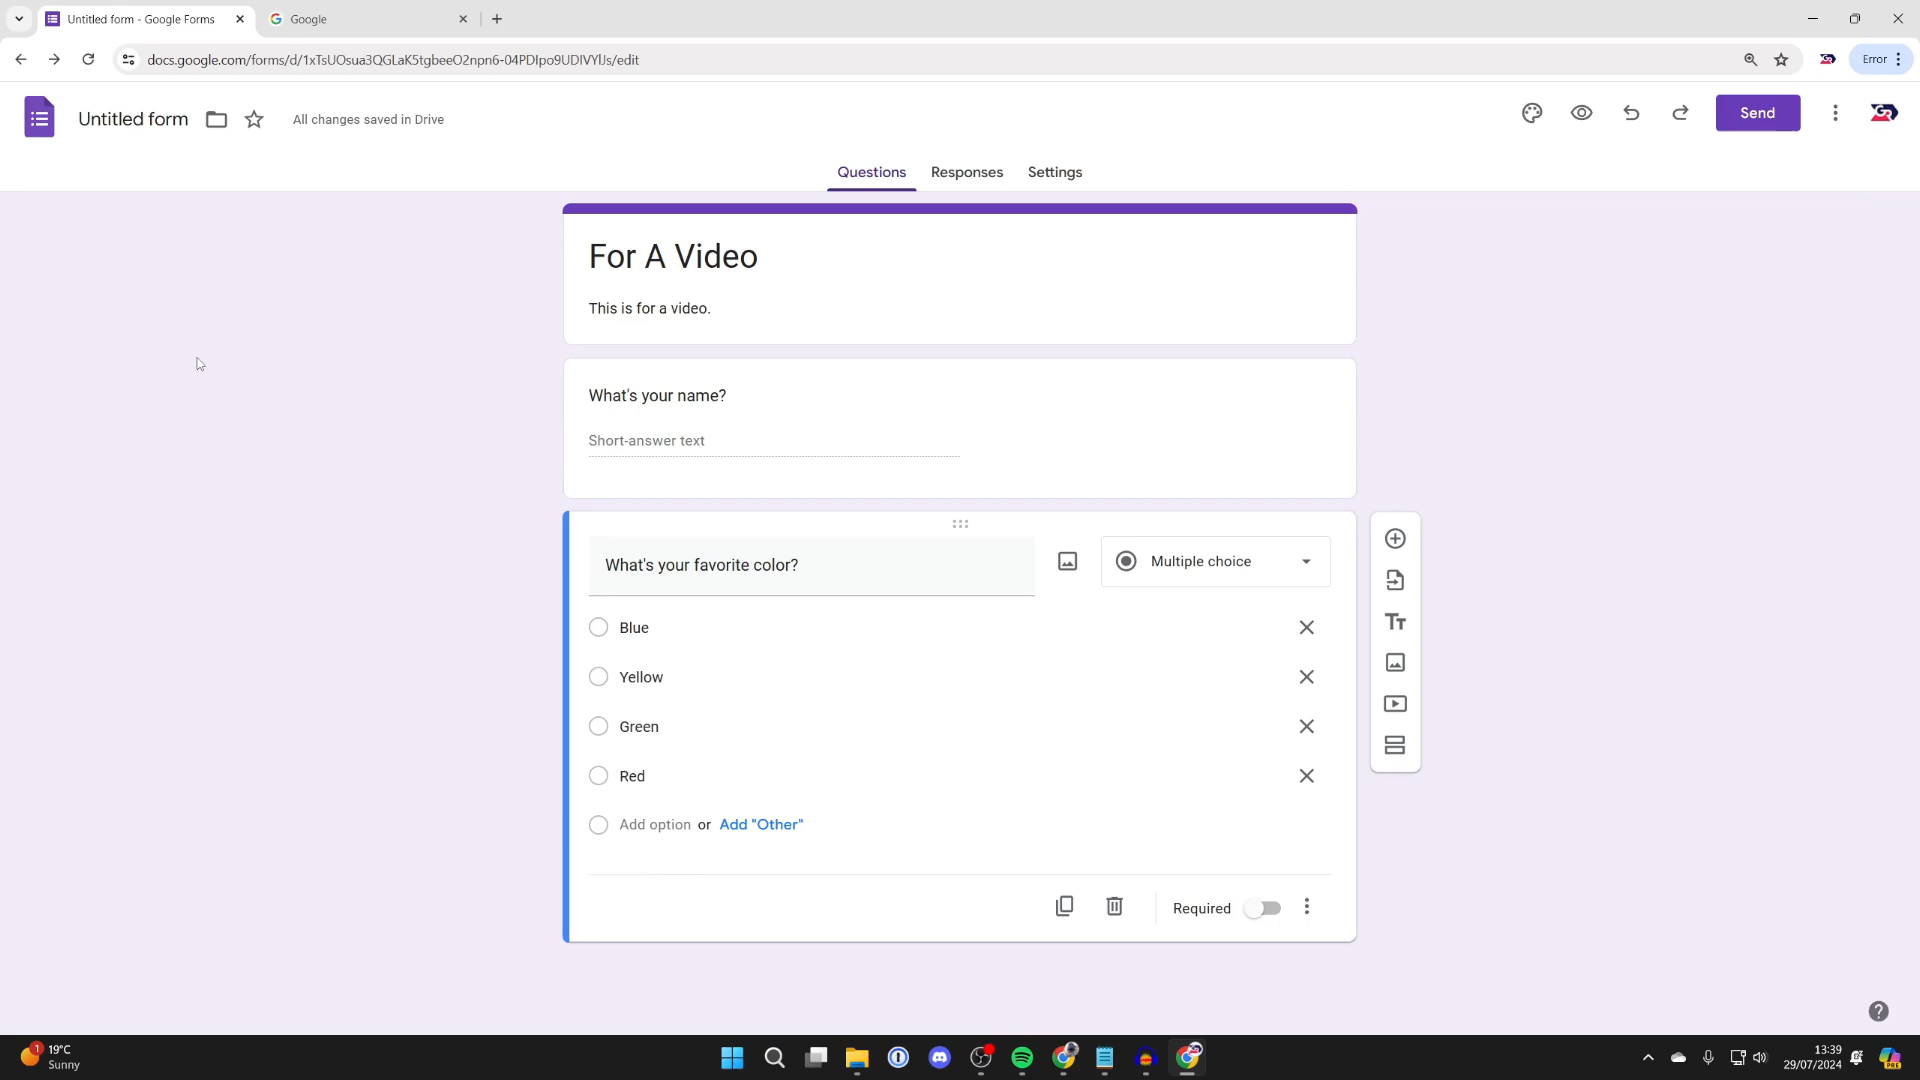 Untitled form - Google Forms
Google
docs.google.com/forms/d/1xTsUOsua3QGLaK5tgbeeO2npn6-04PDIpo9UDIVYlJs/edit
Error
Untitled form
All changes saved in Drive
Send
Questions
Responses
Settings
For A Video
This is for a video.
What's your name?
Short-answer text
What's your favorite color?
Multiple choice
Blue
Yellow
Green
Red
Add option or Add "Other"
Required
1
19°C
Sunny
13:39
29/07/2024
PRE